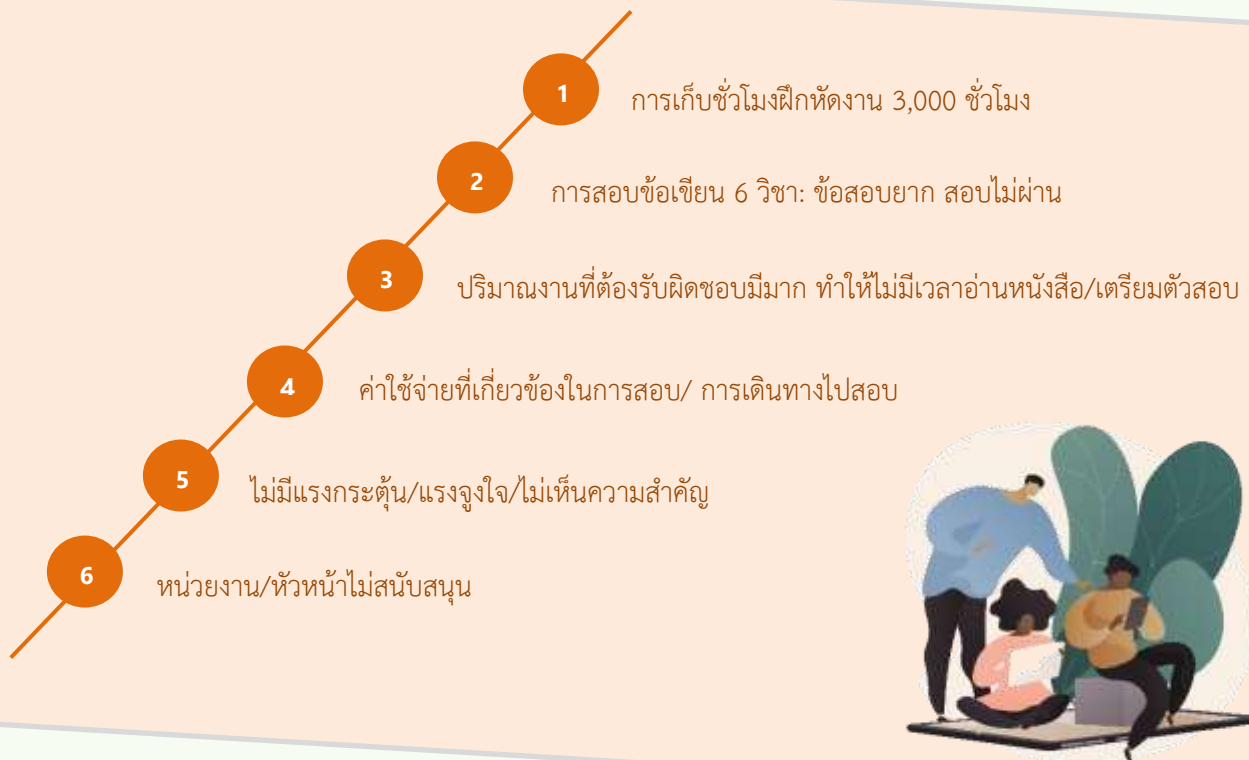 1 การเก็บชั่วโมงฝึกหัดงาน 3,000 ชั่วโมง
2 การสอบข้อเขียน 6 วิชา: ข้อสอบยาก สอบไม่ผ่าน
3 ปริมาณงานที่ต้องรับผิดชอบมีมาก ทำให้ไม่มีเวลาอ่านหนังสือ/เตรียมตัวสอบ
4 ค่าใช้จ่ายที่เกี่ยวข้องในการสอบ/ การเดินทางไปสอบ
5 ไม่มีแรงกระตุ้น/แรงจูงใจ/ไม่เห็นความสำคัญ
6 หน่วยงาน/หัวหน้าไม่สนับสนุน